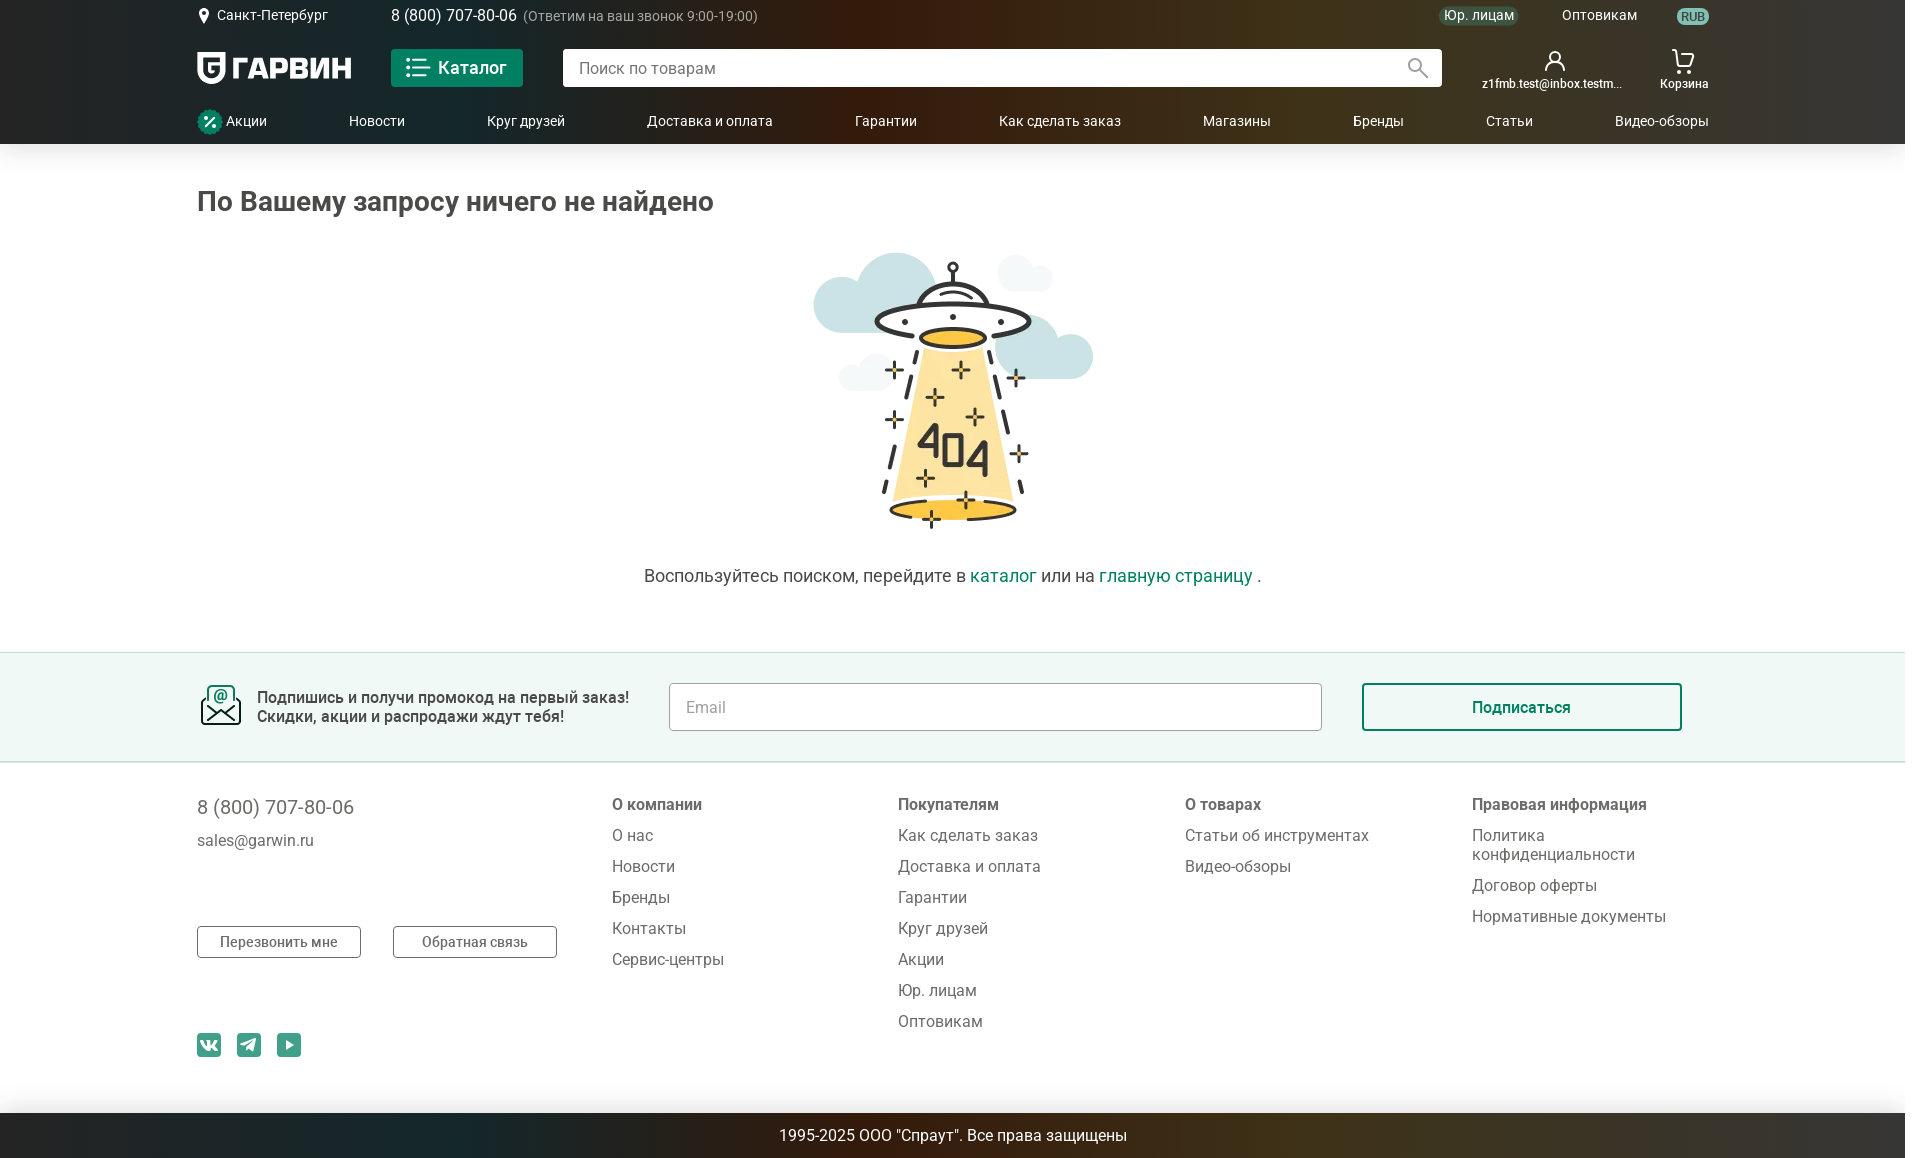 Санкт-Петербург
8 (800) 707-80-06 (Ответим на ваш звонок 9:00-19:00)
Юр. лицам
Оптовикам
RUB
ГАРВИН
Каталог
Поиск по товарам
z1fmb.test@inbox.testm...
Корзина
Акции
Новости
Круг друзей
Доставка и оплата
Гарантии
Как сделать заказ
Магазины
Бренды
Статьи
Видео-обзоры
По Вашему запросу ничего не найдено
404
Воспользуйтесь поиском, перейдите в каталог или на главную страницу .
Подпишись и получи промокод на первый заказ!
Скидки, акции и распродажи ждут тебя!
Email
Подписаться
8 (800) 707-80-06
sales@garwin.ru
Перезвонить мне
Обратная связь
О компании
О нас
Новости
Бренды
Контакты
Сервис-центры
Покупателям
Как сделать заказ
Доставка и оплата
Гарантии
Круг друзей
Акции
Юр. лицам
Оптовикам
О товарах
Статьи об инструментах
Видео-обзоры
Правовая информация
Политика
конфиденциальности
Договор оферты
Нормативные документы
1995-2025 ООО "Спраут". Все права защищены